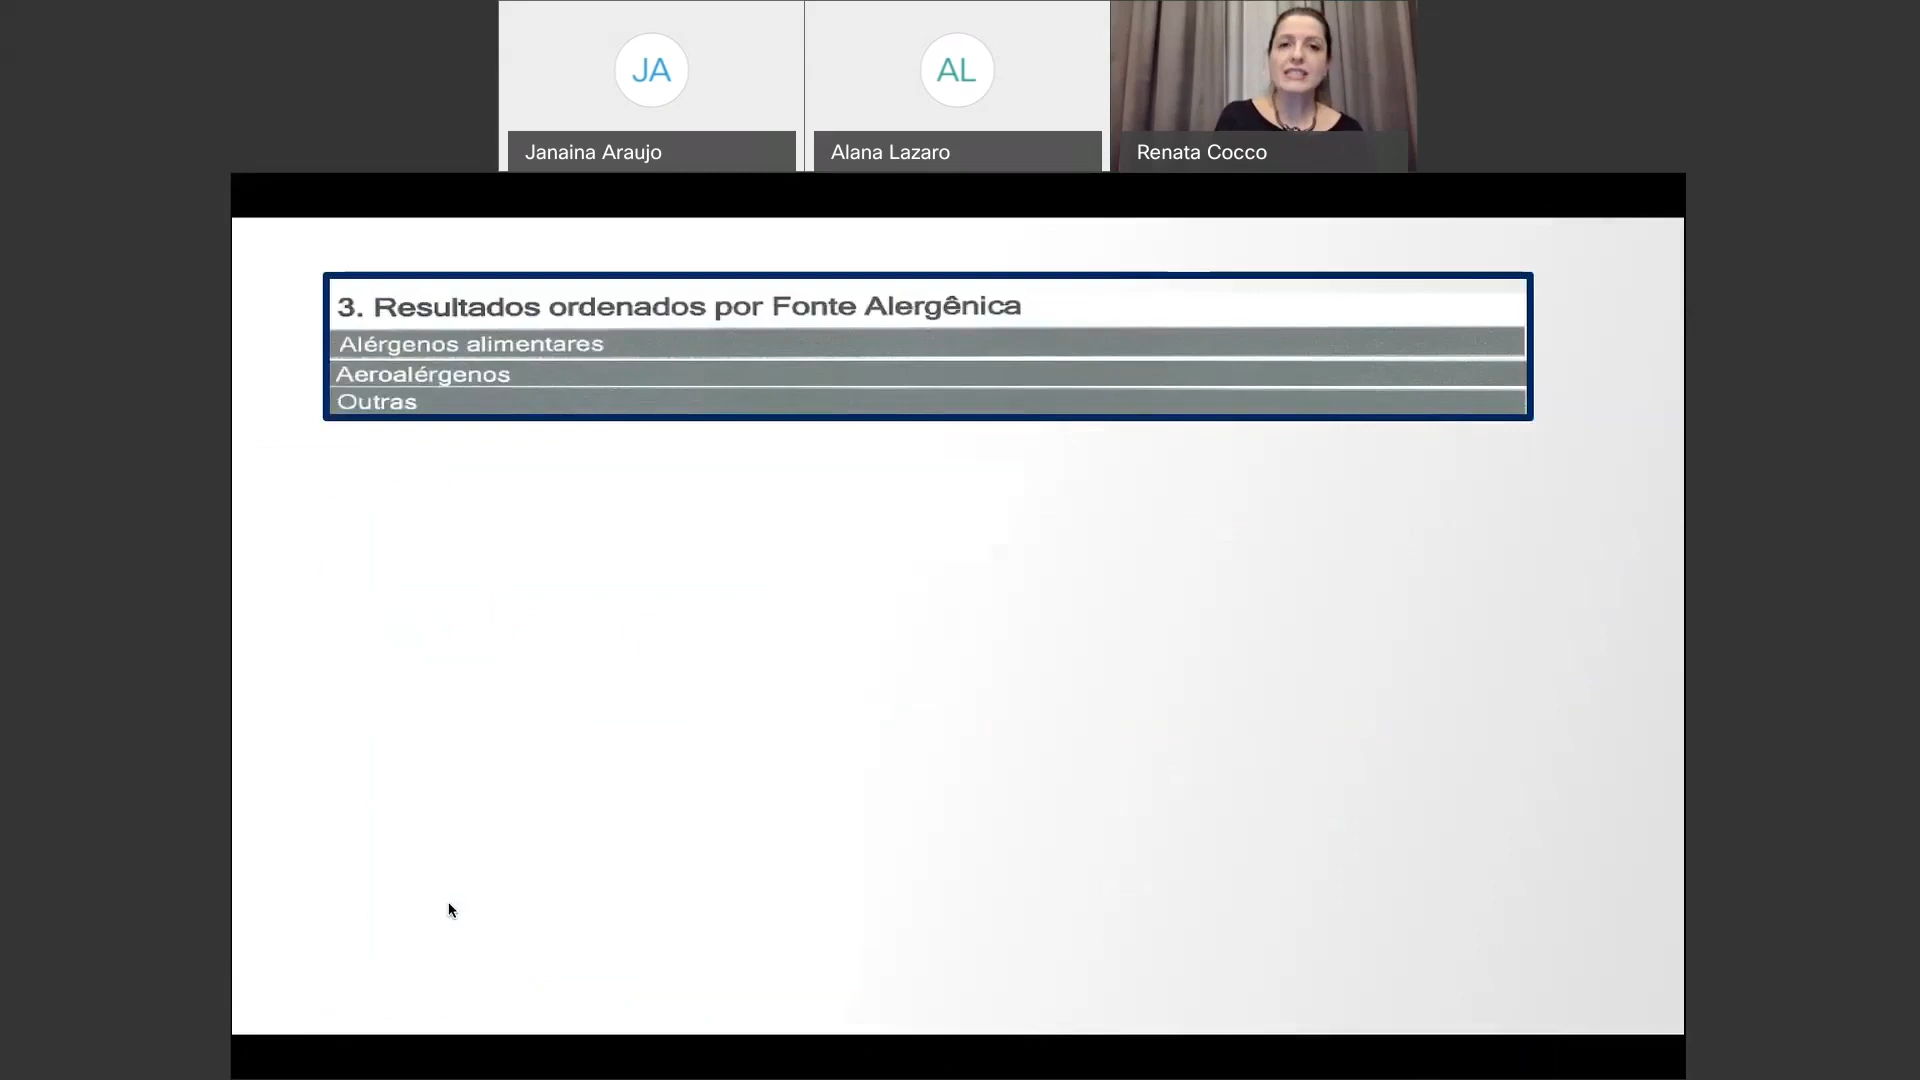 JA
AL
Janaina Araujo
Alana Lazaro
Renata Cocco
3. Resultados ordenados por Fonte Alergênica
Alérgenos alimentares
Aeroalérgenos
Outras